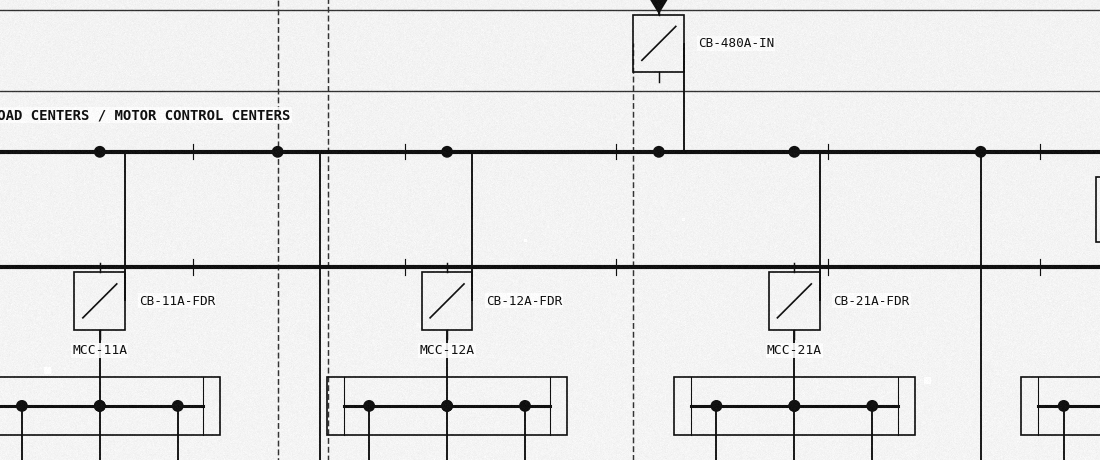 CB-480A-IN
OAD CENTERS / MOTOR CONTROL CENTERS
CB-11A-FDR
CB-12A-FDR
CB-21A-FDR
MCC-11A
MCC-12A
MCC-21A